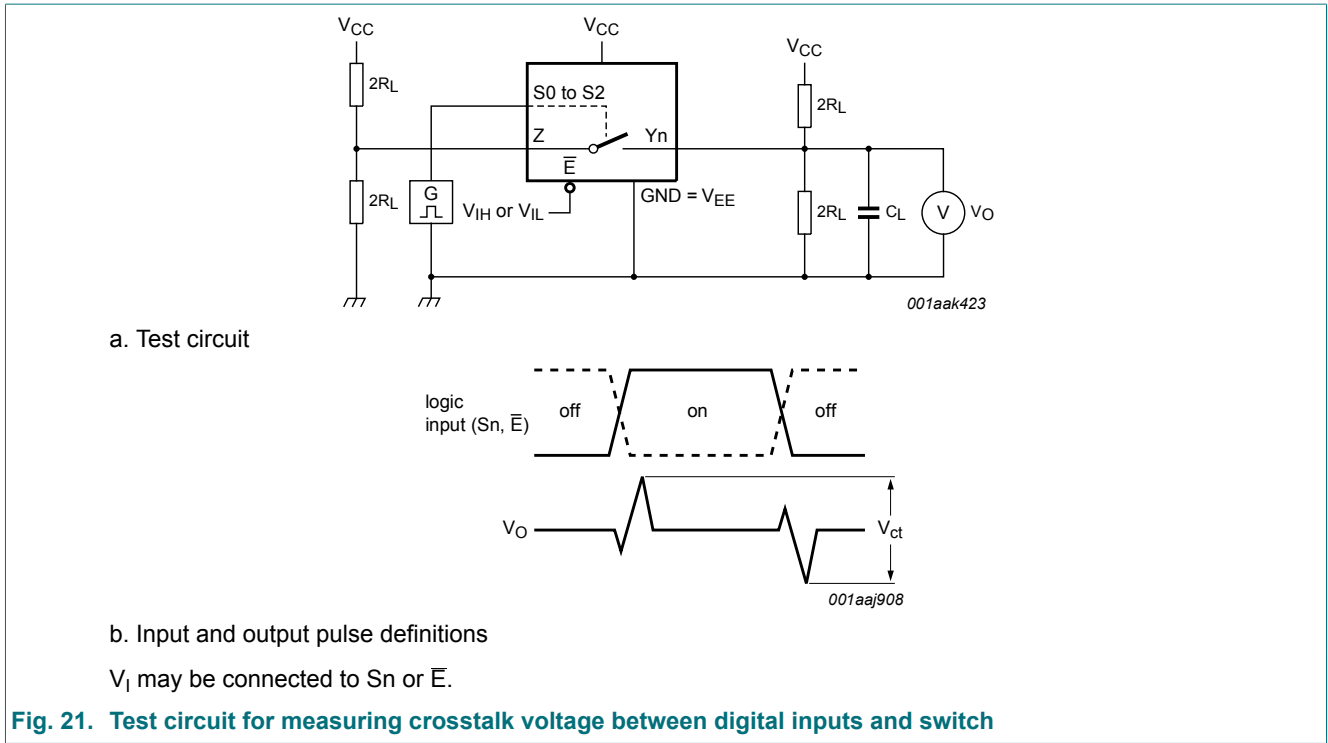 VCC
VCC
VCC
2RL
S0 to S2
2RL
Z
Yn
E̅
2RL
G
VIH or VIL
GND = VEE
2RL
CL
V
VO
001aak423
a. Test circuit
logic
input (Sn, E̅)
off
on
off
VO
Vct
001aaj908
b. Input and output pulse definitions
VI may be connected to Sn or E̅.
Fig. 21. Test circuit for measuring crosstalk voltage between digital inputs and switch